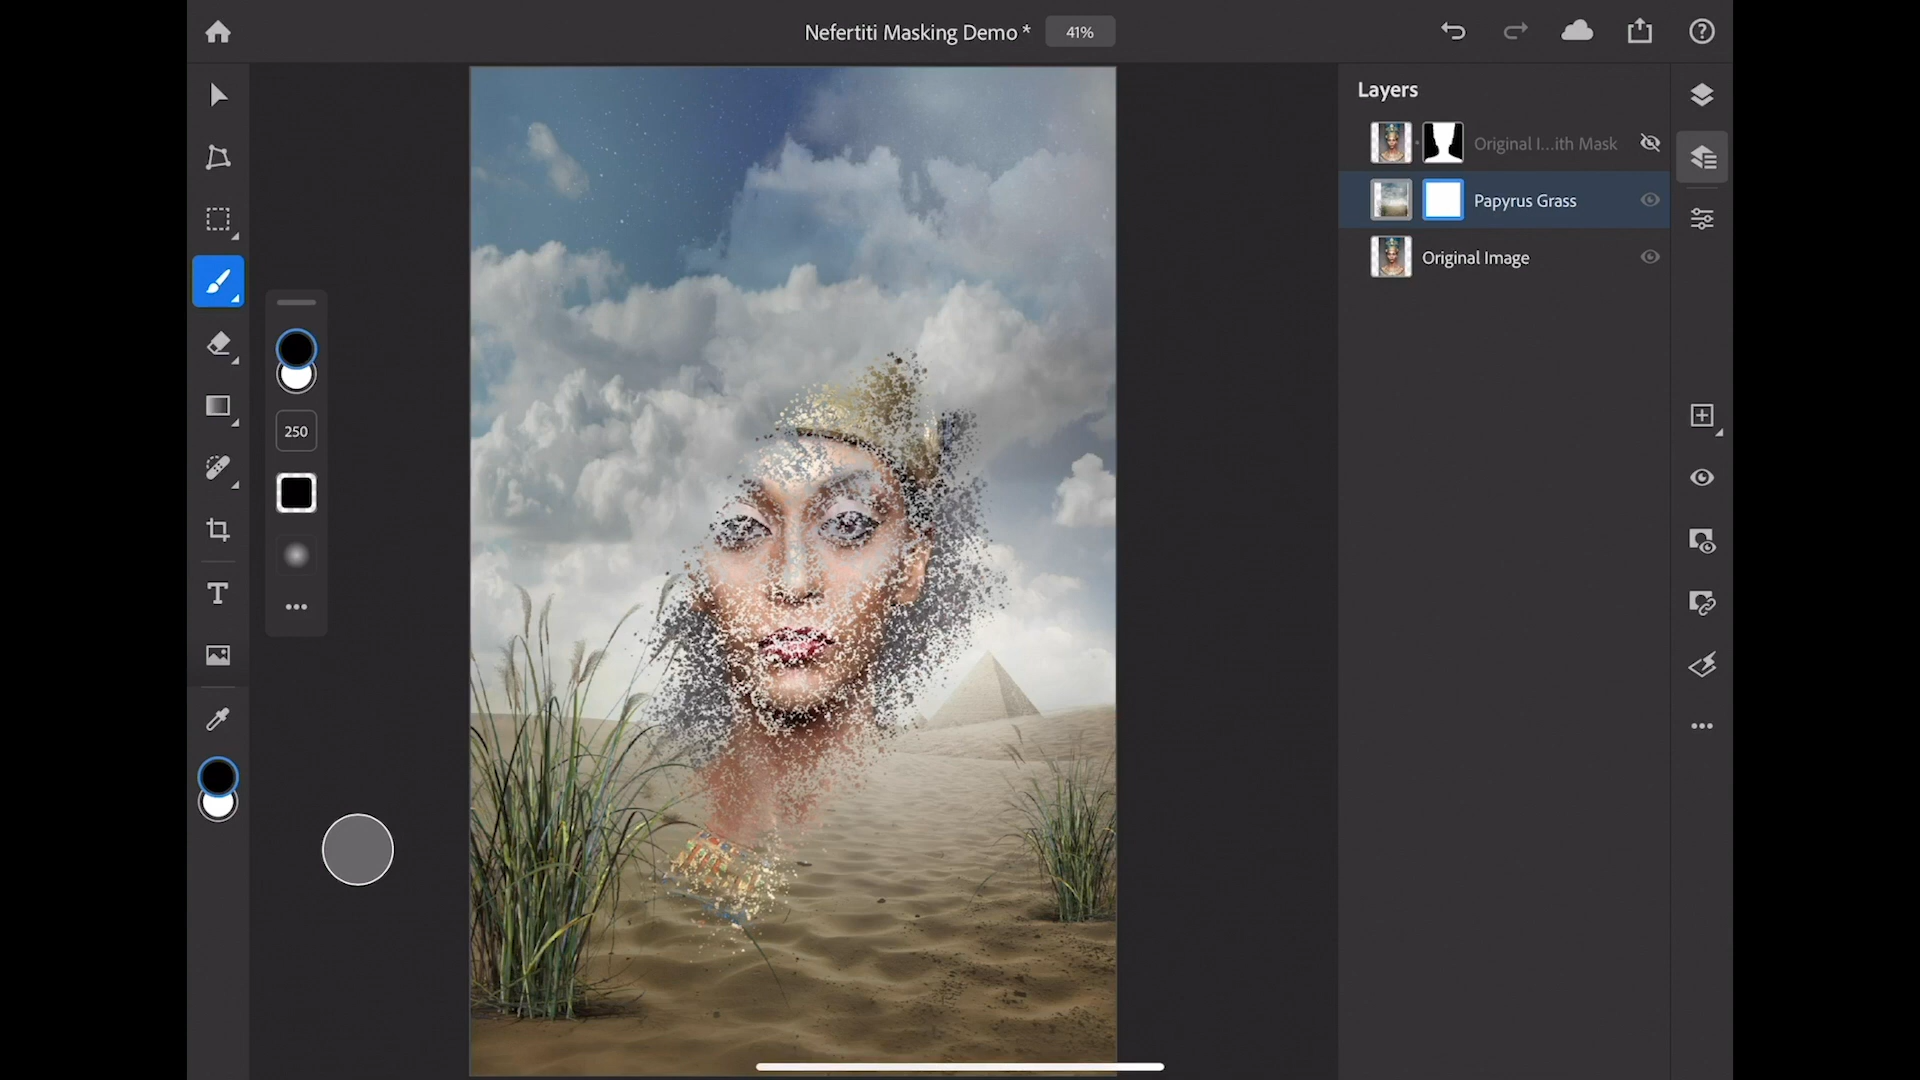 Nefertiti Masking Demo *
41%
Layers
Original I...ith Mask
Papyrus Grass
Original Image
250